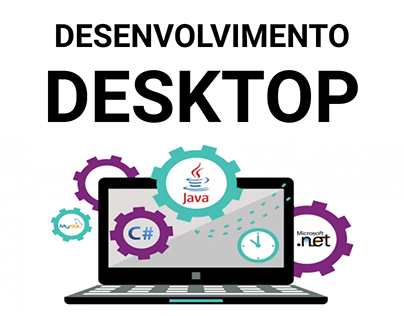 DESENVOLVIMENTO
DESKTOP
Java
MySQL
C#
Microsoft
.net